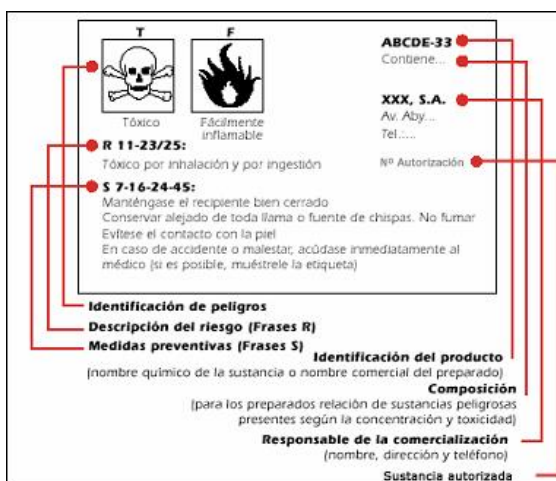 T F
ABCDE-33
Contiene...
XXX, S.A.
Av. Aby...
Tel.:...
Tóxico
Fácilmente
inflamable
Nº Autorización
R 11-23/25:
Tóxico por inhalación y por ingestión
S 7-16-24-45:
Manténgase el recipiente bien cerrado
Conservar alejado de toda llama o fuente de chispas. No fumar
Evítese el contacto con la piel
En caso de accidente o malestar, acúdase inmediatamente al
médico (si es posible, muéstrele la etiqueta)
Identificación de peligros
Descripción del riesgo (Frases R)
Medidas preventivas (Frases S)
Identificación del producto
(nombre químico de la sustancia o nombre comercial del preparado)
Composición
(para los preparados relación de sustancias peligrosas
presentes según la concentración y toxicidad)
Responsable de la comercialización
(nombre, dirección y teléfono)
Sustancia autorizada